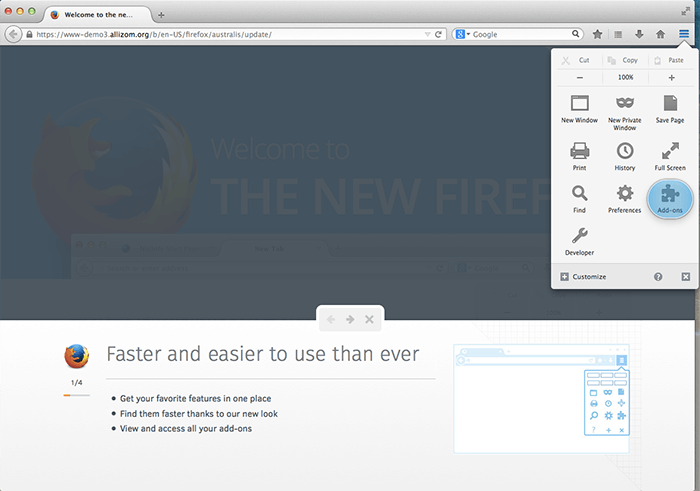 Welcome to the ne...
https://www-demo3.allizom.org/b/en-US/firefox/australis/update/
Google
Cut Copy Paste
100%
New Window
New Private Window
Save Page
Print
History
Full Screen
Find
Preferences
Add-ons
Developer
Customize
Welcome to
THE NEW FIREF
Faster and easier to use than ever
1/4
Get your favorite features in one place
Find them faster thanks to our new look
View and access all your add-ons